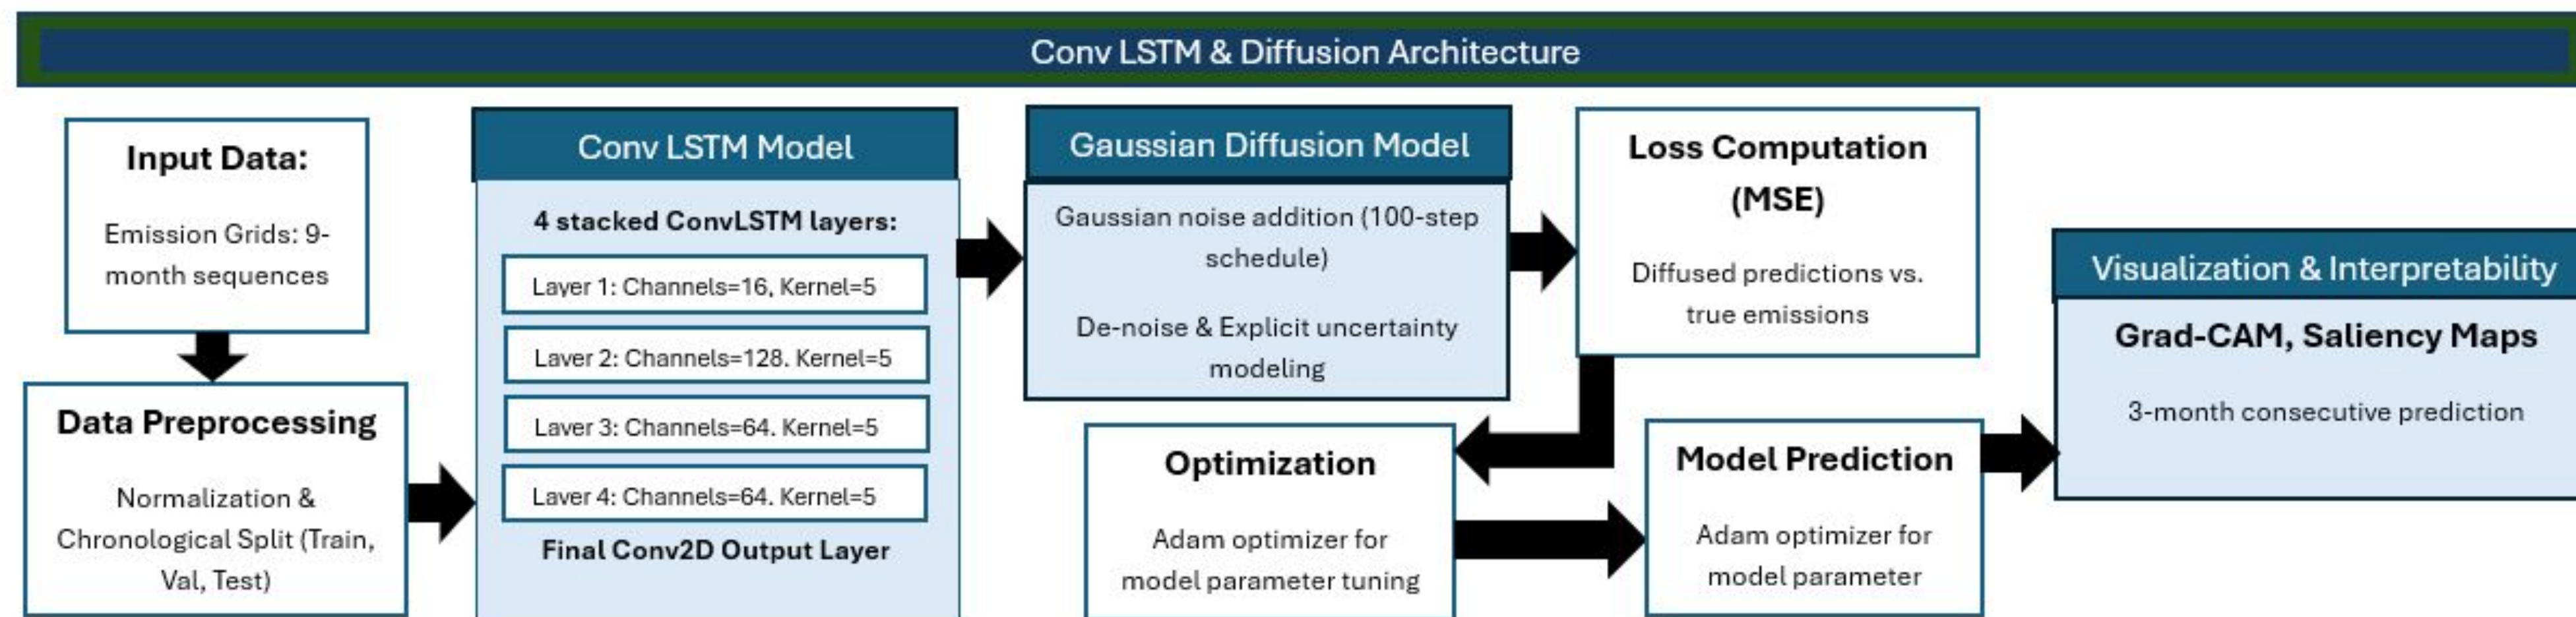 Conv LSTM & Diffusion Architecture
Input Data:
Emission Grids: 9-
month sequences
Data Preprocessing
Normalization &
Chronological Split (Train,
Val, Test)
Conv LSTM Model
4 stacked ConvLSTM layers:
Layer 1: Channels=16, Kernel=5
Layer 2: Channels=128. Kernel=5
Layer 3: Channels=64. Kernel=5
Layer 4: Channels=64. Kernel=5
Final Conv2D Output Layer
Gaussian Diffusion Model
Gaussian noise addition (100-step
schedule)
De-noise & Explicit uncertainty
modeling
Loss Computation
(MSE)
Diffused predictions vs.
true emissions
Optimization
Adam optimizer for
model parameter tuning
Model Prediction
Adam optimizer for
model parameter
Visualization & Interpretability
Grad-CAM, Saliency Maps
3-month consecutive prediction